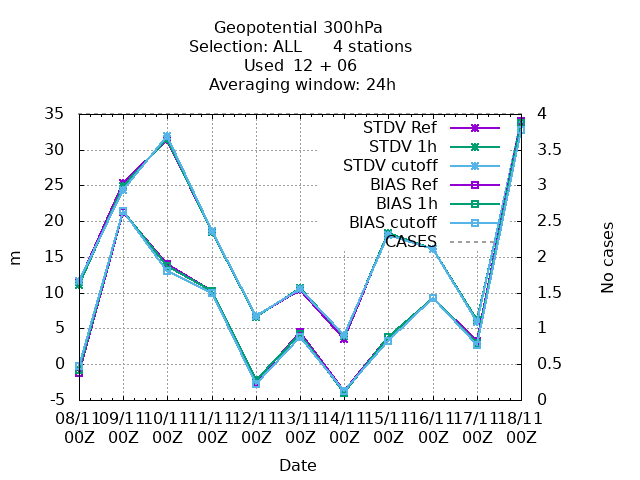 Geopotential 300hPa
Selection: ALL      4 stations
Used  12 + 06
Averaging window: 24h
35
30
25
20
15
10
5
0
-5
m
STDV Ref
STDV 1h
STDV cutoff
BIAS Ref
BIAS 1h
BIAS cutoff
CASES
4
3.5
3
2.5
2
1.5
1
0.5
0
No cases
08/11 09/11 10/11 11/11 12/11 13/11 14/11 15/11 16/11 17/11 18/11
00Z 00Z 00Z 00Z 00Z 00Z 00Z 00Z 00Z 00Z 00Z
Date